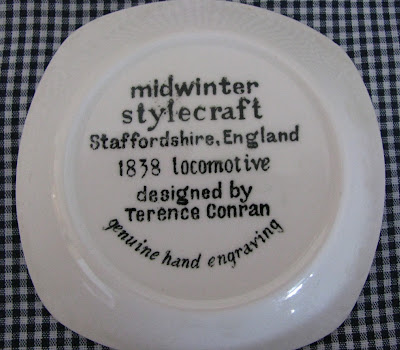 midwinter
stylecraft
Staffordshire, England
1838 locomotive
designed by
Terence Conran
genuine hand engraving